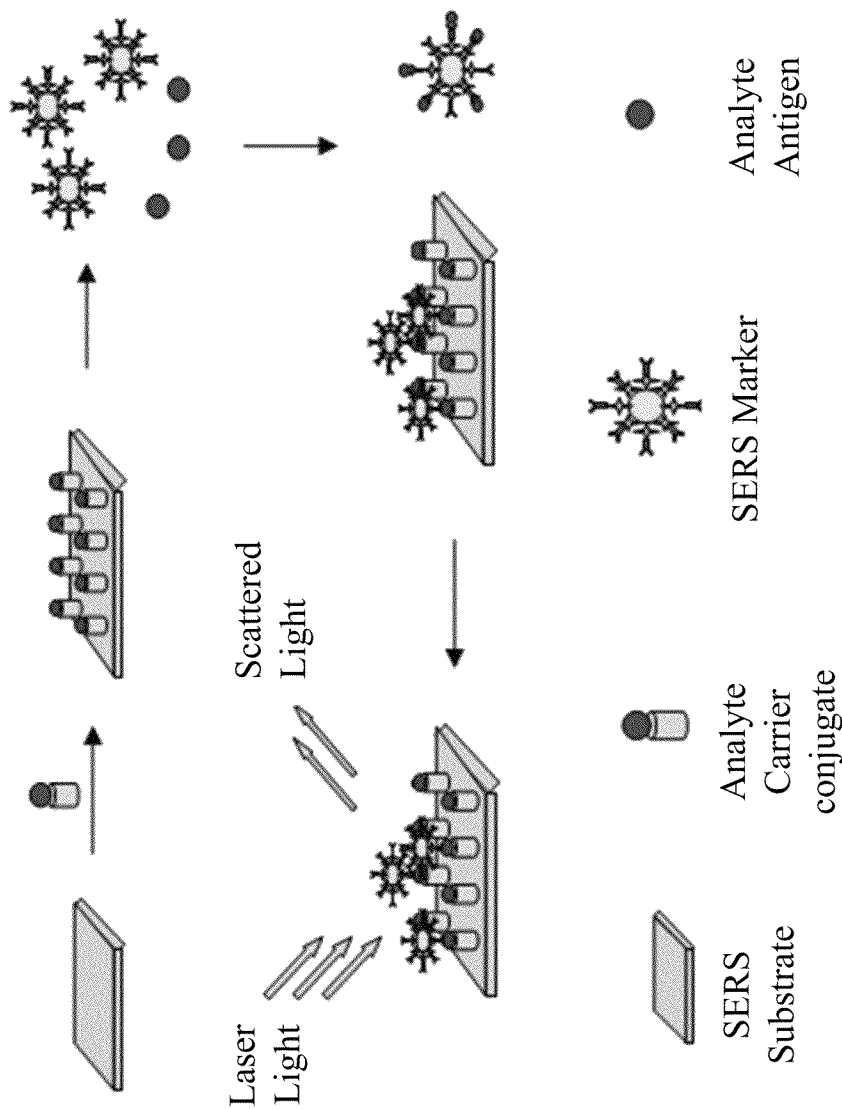 Laser
Light
Scattered
Light
SERS
Substrate
Analyte
Carrier
conjugate
SERS Marker
Analyte
Antigen